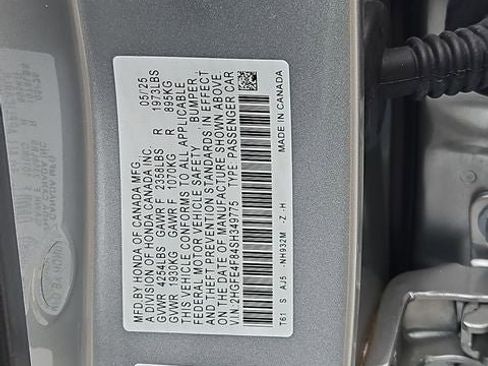 MFD.BY HONDA OF CANADA MFG.
A DIVISION OF HONDA CANADA INC. 05/25
GVWR 4254LBS GAWR F 2358LBS R 1973LBS
GVWR 1930KG GAWR F 1070KG R 895KG
THIS VEHICLE CONFORMS TO ALL APPLICABLE
FEDERAL MOTOR VEHICLE SAFETY, BUMPER,
AND THEFT PREVENTION STANDARDS IN EFFECT
ON THE DATE OF MANUFACTURE SHOWN ABOVE.
V.I.N:2HGFE4F84SH349775 TYPE:PASSENGER CAR
T61 S AJ5 -NH932M -Z -H MADE IN CANADA